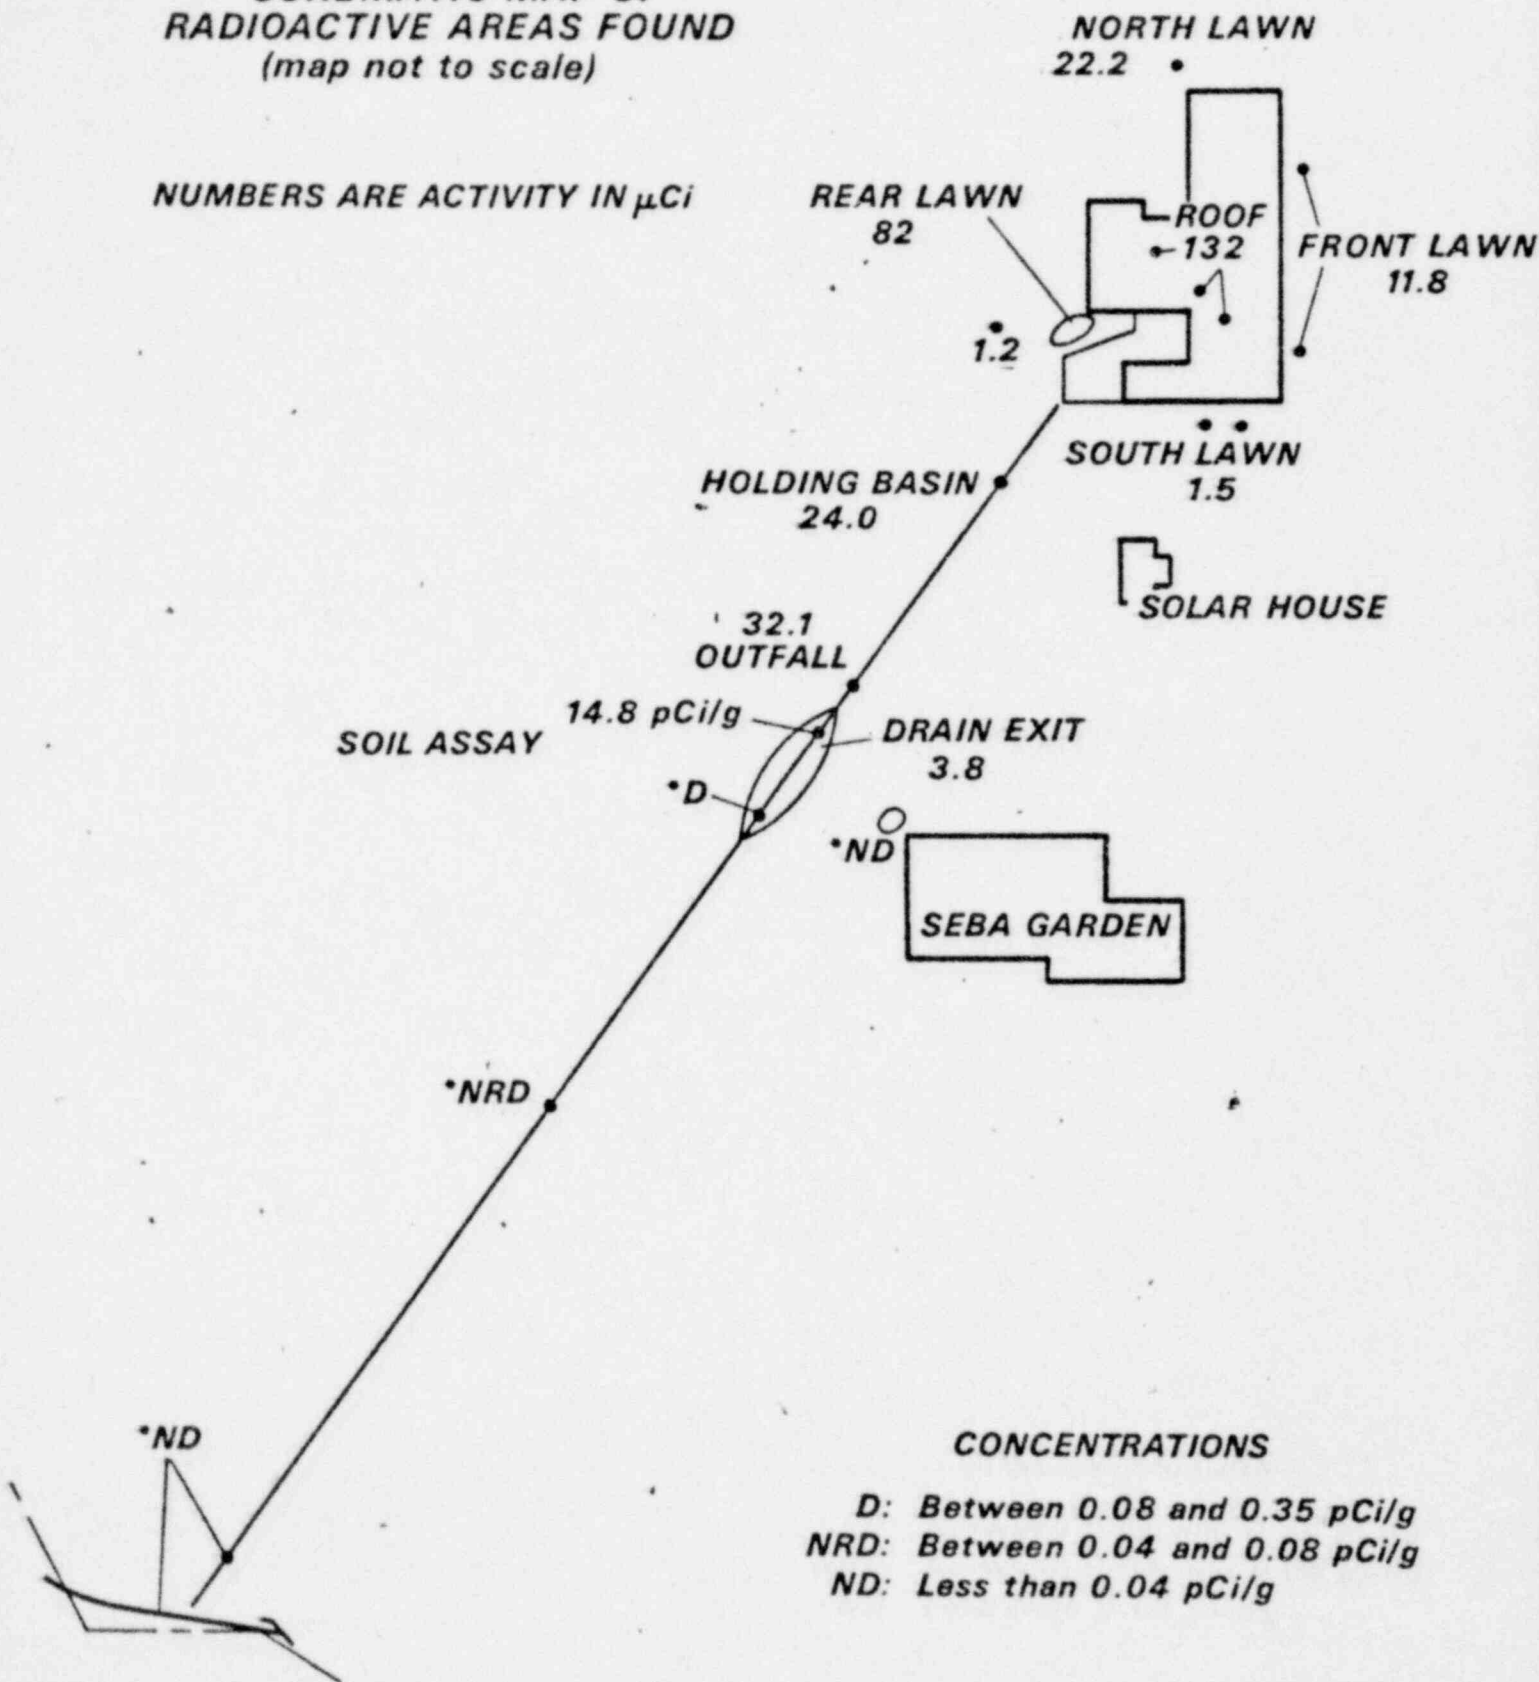 RADIOACTIVE AREAS FOUND
(map not to scale)
NORTH LAWN
22.2
NUMBERS ARE ACTIVITY IN μCi
REAR LAWN
82
ROOF
132
FRONT LAWN
11.8
1.2
SOUTH LAWN
1.5
HOLDING BASIN
24.0
SOLAR HOUSE
32.1
OUTFALL
14.8 pCi/g
SOIL ASSAY
DRAIN EXIT
3.8
*D
*ND
SEBA GARDEN
*NRD
*ND
CONCENTRATIONS
D: Between 0.08 and 0.35 pCi/g
NRD: Between 0.04 and 0.08 pCi/g
ND: Less than 0.04 pCi/g